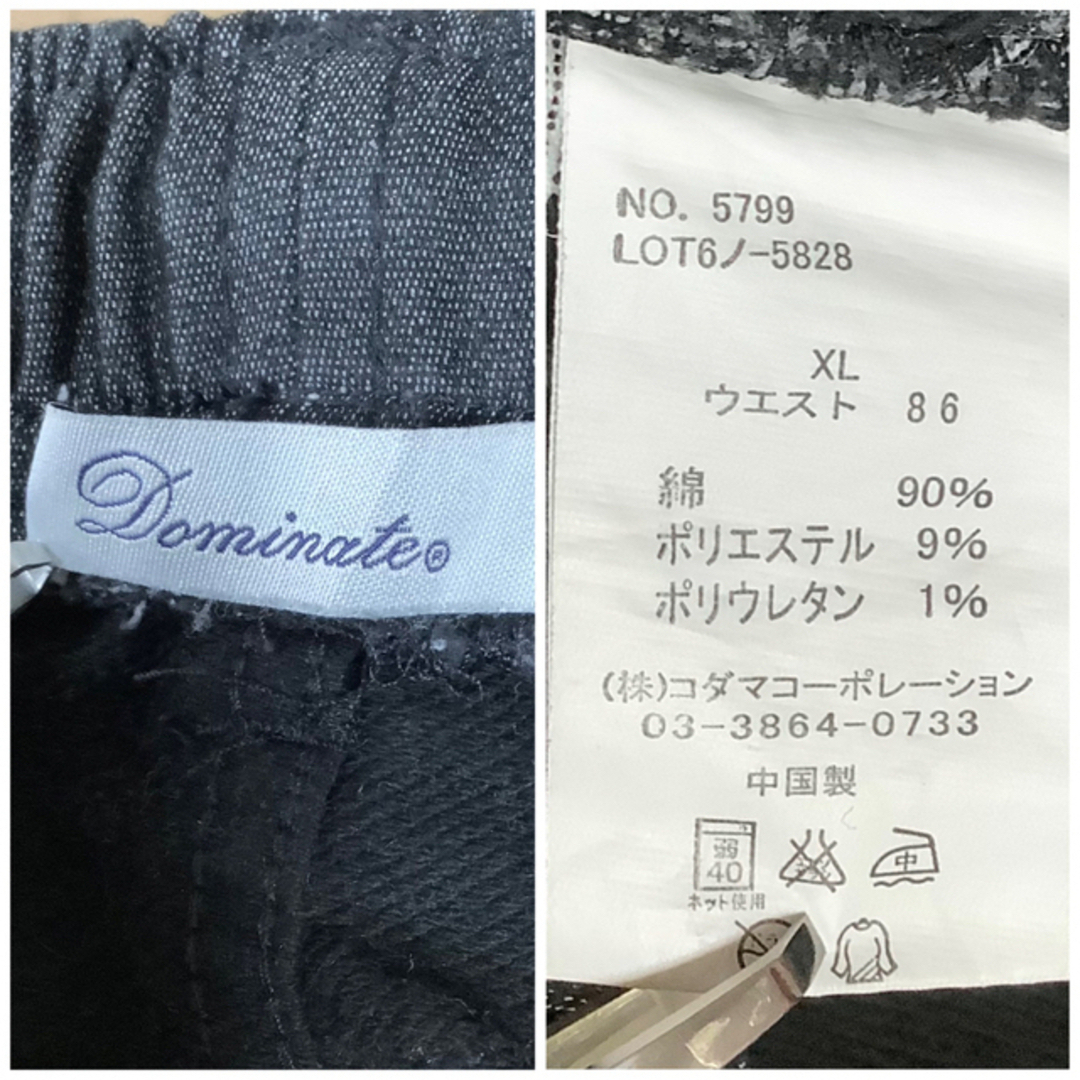 Dominate®
NO. 5799
LOT6ノ-5828
XL
ウエスト 86
綿 90%
ポリエステル 9%
ポリウレタン 1%
(株)コダマコーポレーション
03-3864-0733
中国製
弱
40
中
ネット使用